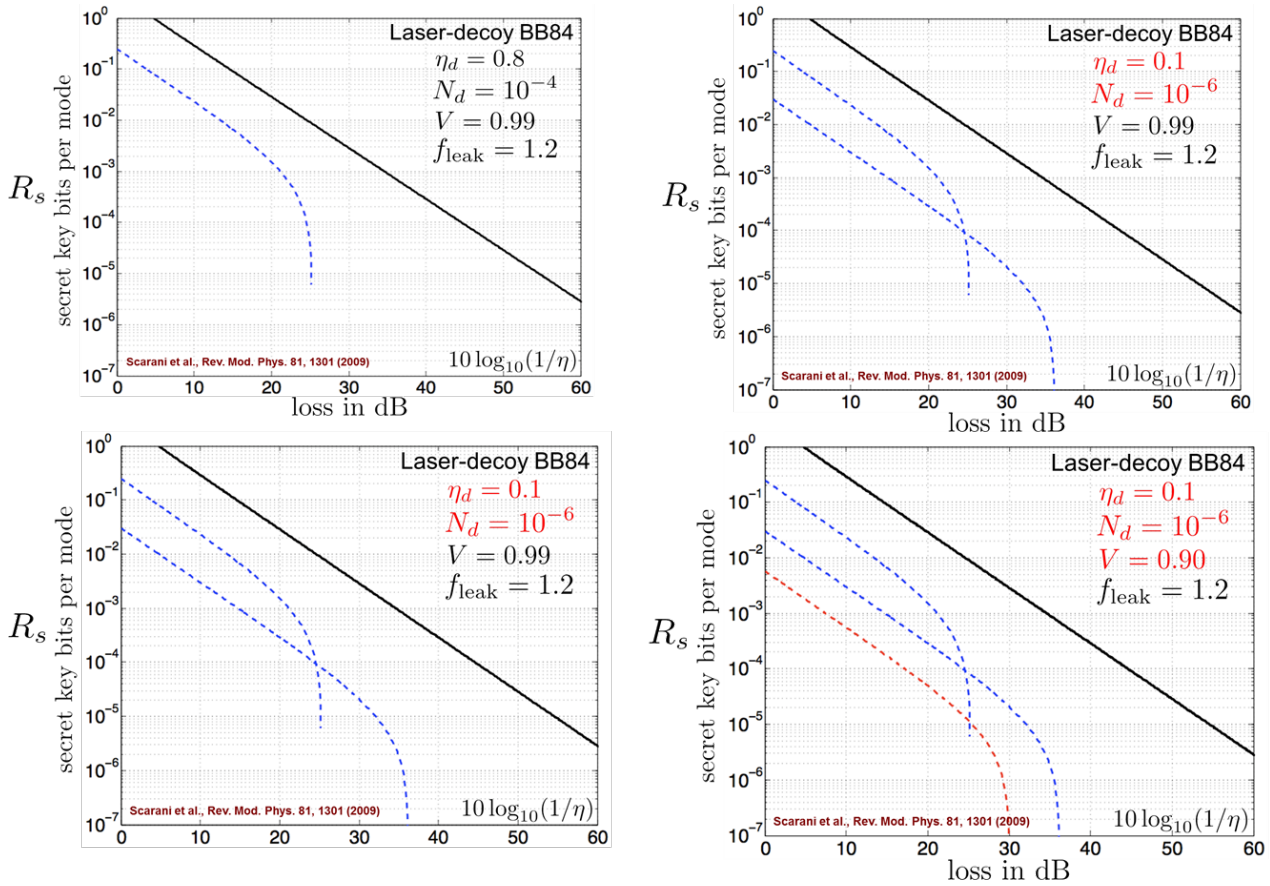 10^0
10^-1
10^-2
10^-3
10^-4
10^-5
10^-6
10^-7
R_s
secret key bits per mode
Laser-decoy BB84
η_d = 0.8
N_d = 10^-4
V = 0.99
f_leak = 1.2
Scarani et al., Rev. Mod. Phys. 81, 1301 (2009)
10 log_10(1/η)
0 10 20 30 40 50 60
loss in dB
10^0
10^-1
10^-2
10^-3
10^-4
10^-5
10^-6
10^-7
R_s
secret key bits per mode
Laser-decoy BB84
η_d = 0.1
N_d = 10^-6
V = 0.99
f_leak = 1.2
Scarani et al., Rev. Mod. Phys. 81, 1301 (2009)
10 log_10(1/η)
0 10 20 30 40 50 60
loss in dB
10^0
10^-1
10^-2
10^-3
10^-4
10^-5
10^-6
10^-7
R_s
secret key bits per mode
Laser-decoy BB84
η_d = 0.1
N_d = 10^-6
V = 0.99
f_leak = 1.2
Scarani et al., Rev. Mod. Phys. 81, 1301 (2009)
10 log_10(1/η)
0 10 20 30 40 50 60
10^0
10^-1
10^-2
10^-3
10^-4
10^-5
10^-6
10^-7
R_s
secret key bits per mode
Laser-decoy BB84
η_d = 0.1
N_d = 10^-6
V = 0.90
f_leak = 1.2
Scarani et al., Rev. Mod. Phys. 81, 1301 (2009)
10 log_10(1/η)
0 10 20 30 40 50 60
loss in dB